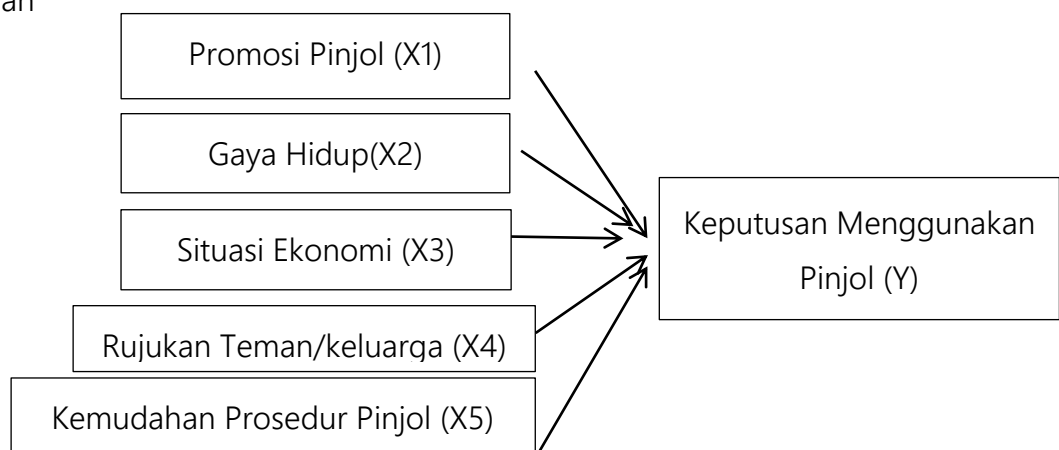 Promosi Pinjol (X1)
Gaya Hidup(X2)
Situasi Ekonomi (X3)
Rujukan Teman/keluarga (X4)
Kemudahan Prosedur Pinjol (X5)
Keputusan Menggunakan
Pinjol (Y)